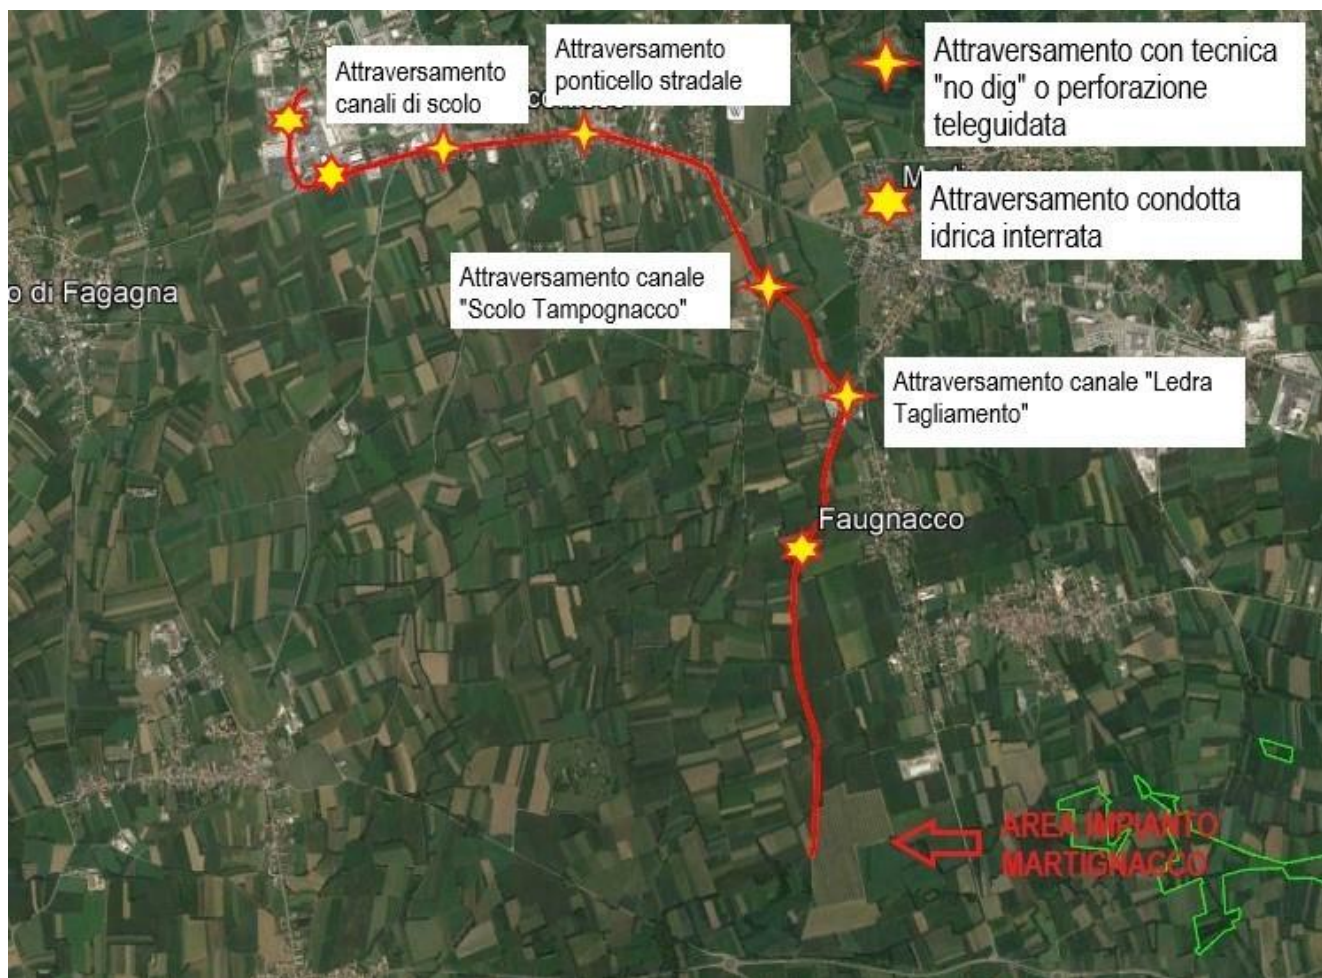 Attraversamento
canali di scolo
Attraversamento
ponticello stradale
Attraversamento con tecnica
"no dig" o perforazione
teleguidata
Attraversamento condotta
idrica interrata
o di Fagagna
Attraversamento canale
"Scolo Tampognacco"
Attraversamento canale "Ledra
Tagliamento"
Faugnacco
AREA IMPIANTO
MARTIGNACCO